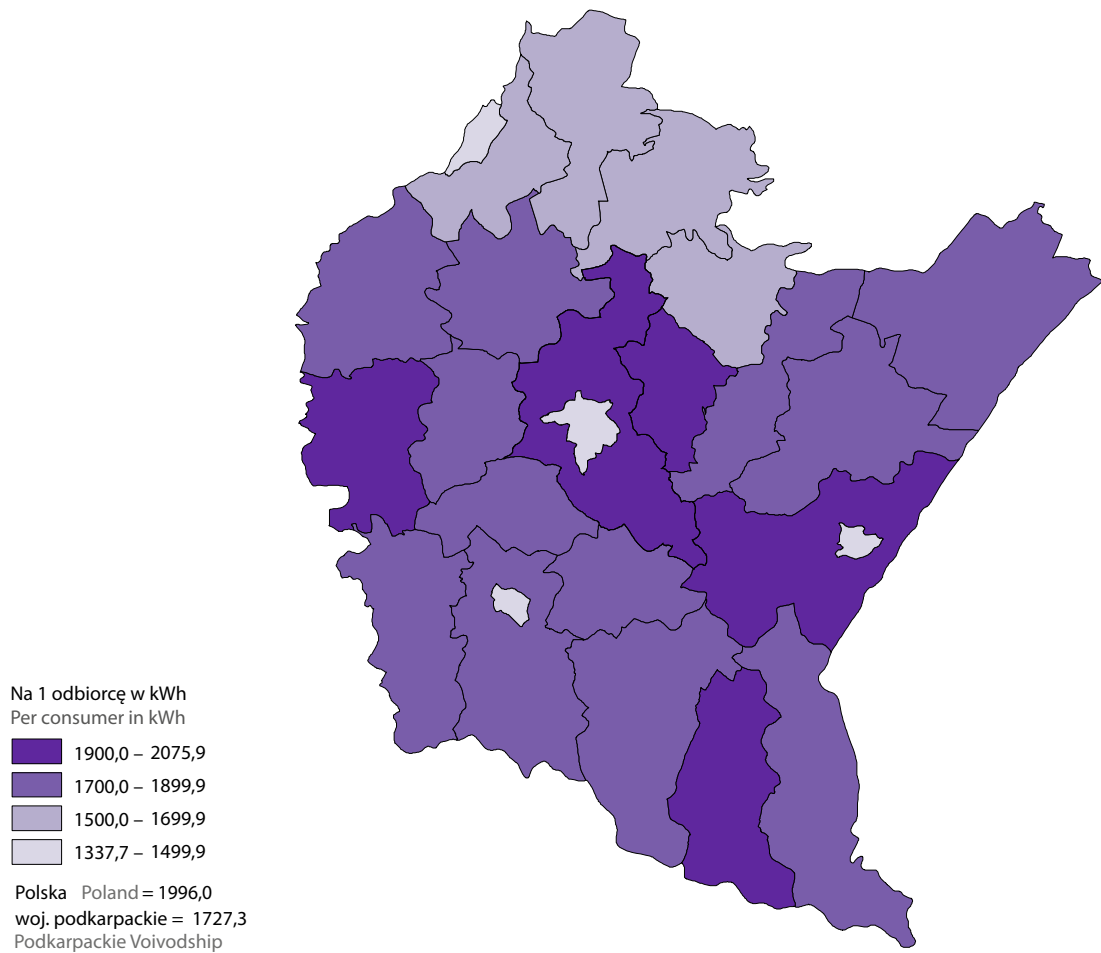 Na 1 odbiorcę w kWh
Per consumer in kWh
1900,0 – 2075,9
1700,0 – 1899,9
1500,0 – 1699,9
1337,7 – 1499,9
Polska Poland = 1996,0
woj. podkarpackie = 1727,3
Podkarpackie Voivodship